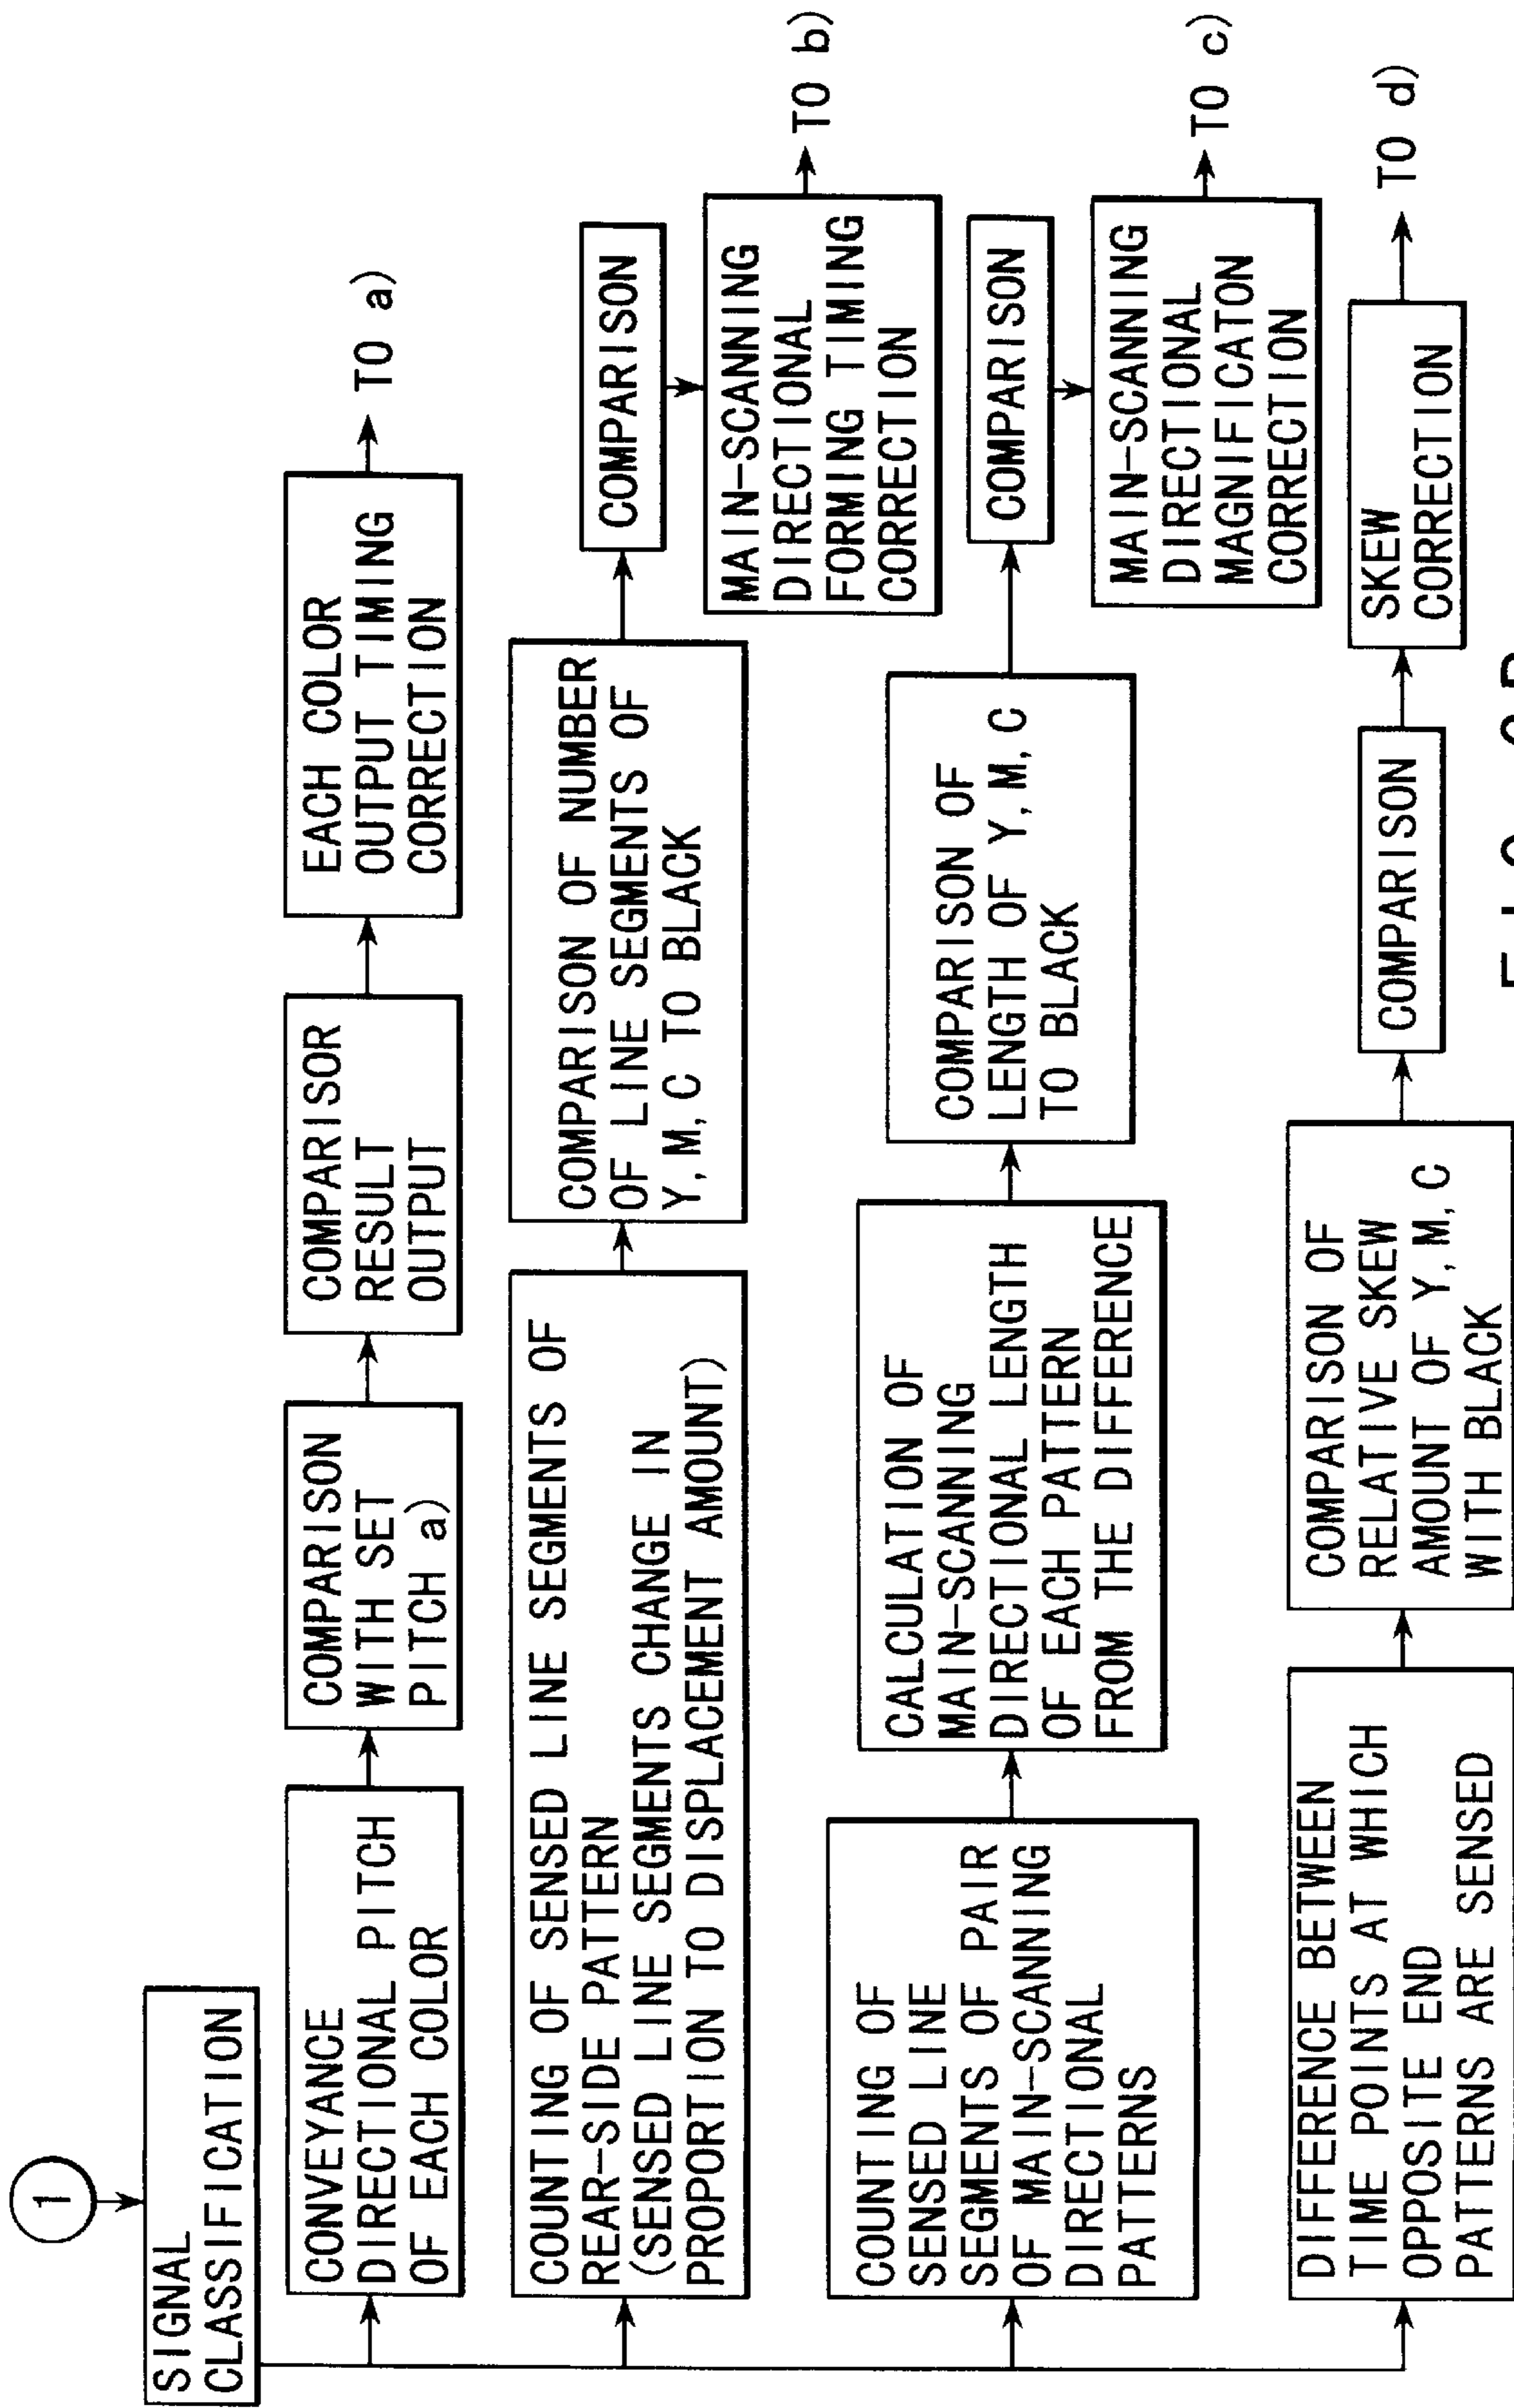 1
SIGNAL
CLASSIFICATION
CONVEYANCE
DIRECTIONAL PITCH
OF EACH COLOR
COMPARISON
WITH SET
PITCH a)
COMPARISOR
RESULT
OUTPUT
EACH COLOR
OUTPUT TIMING
CORRECTION
TO a)
COUNTING OF SENSED LINE SEGMENTS OF
REAR-SIDE PATTERN
(SENSED LINE SEGMENTS CHANGE IN
PROPORTION TO DISPLACEMENT AMOUNT)
COMPARISON OF NUMBER
OF LINE SEGMENTS OF
Y, M, C TO BLACK
COMPARISON
MAIN-SCANNING
DIRECTIONAL
FORMING TIMING
CORRECTION
TO b)
COUNTING OF
SENSED LINE
SEGMENTS OF PAIR
OF MAIN-SCANNING
DIRECTIONAL
PATTERNS
CALCULATION OF
MAIN-SCANNING
DIRECTIONAL LENGTH
OF EACH PATTERN
FROM THE DIFFERENCE
COMPARISON OF
LENGTH OF Y, M, C
TO BLACK
COMPARISON
MAIN-SCANNING
DIRECTIONAL
MAGNIFICATON
CORRECTION
TO c)
DIFFERENCE BETWEEN
TIME POINTS AT WHICH
OPPOSITE END
PATTERNS ARE SENSED
COMPARISON OF
RELATIVE SKEW
AMOUNT OF Y, M, C
WITH BLACK
COMPARISON
SKEW
CORRECTION
TO d)